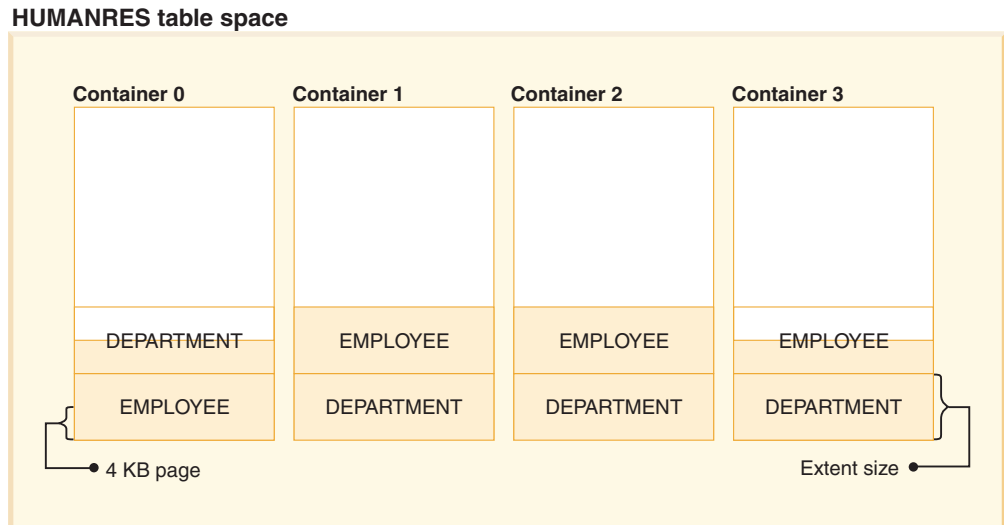 HUMANRES table space
Container 0 Container 1 Container 2 Container 3
DEPARTMENT EMPLOYEE EMPLOYEE EMPLOYEE
EMPLOYEE DEPARTMENT DEPARTMENT DEPARTMENT
4 KB page Extent size